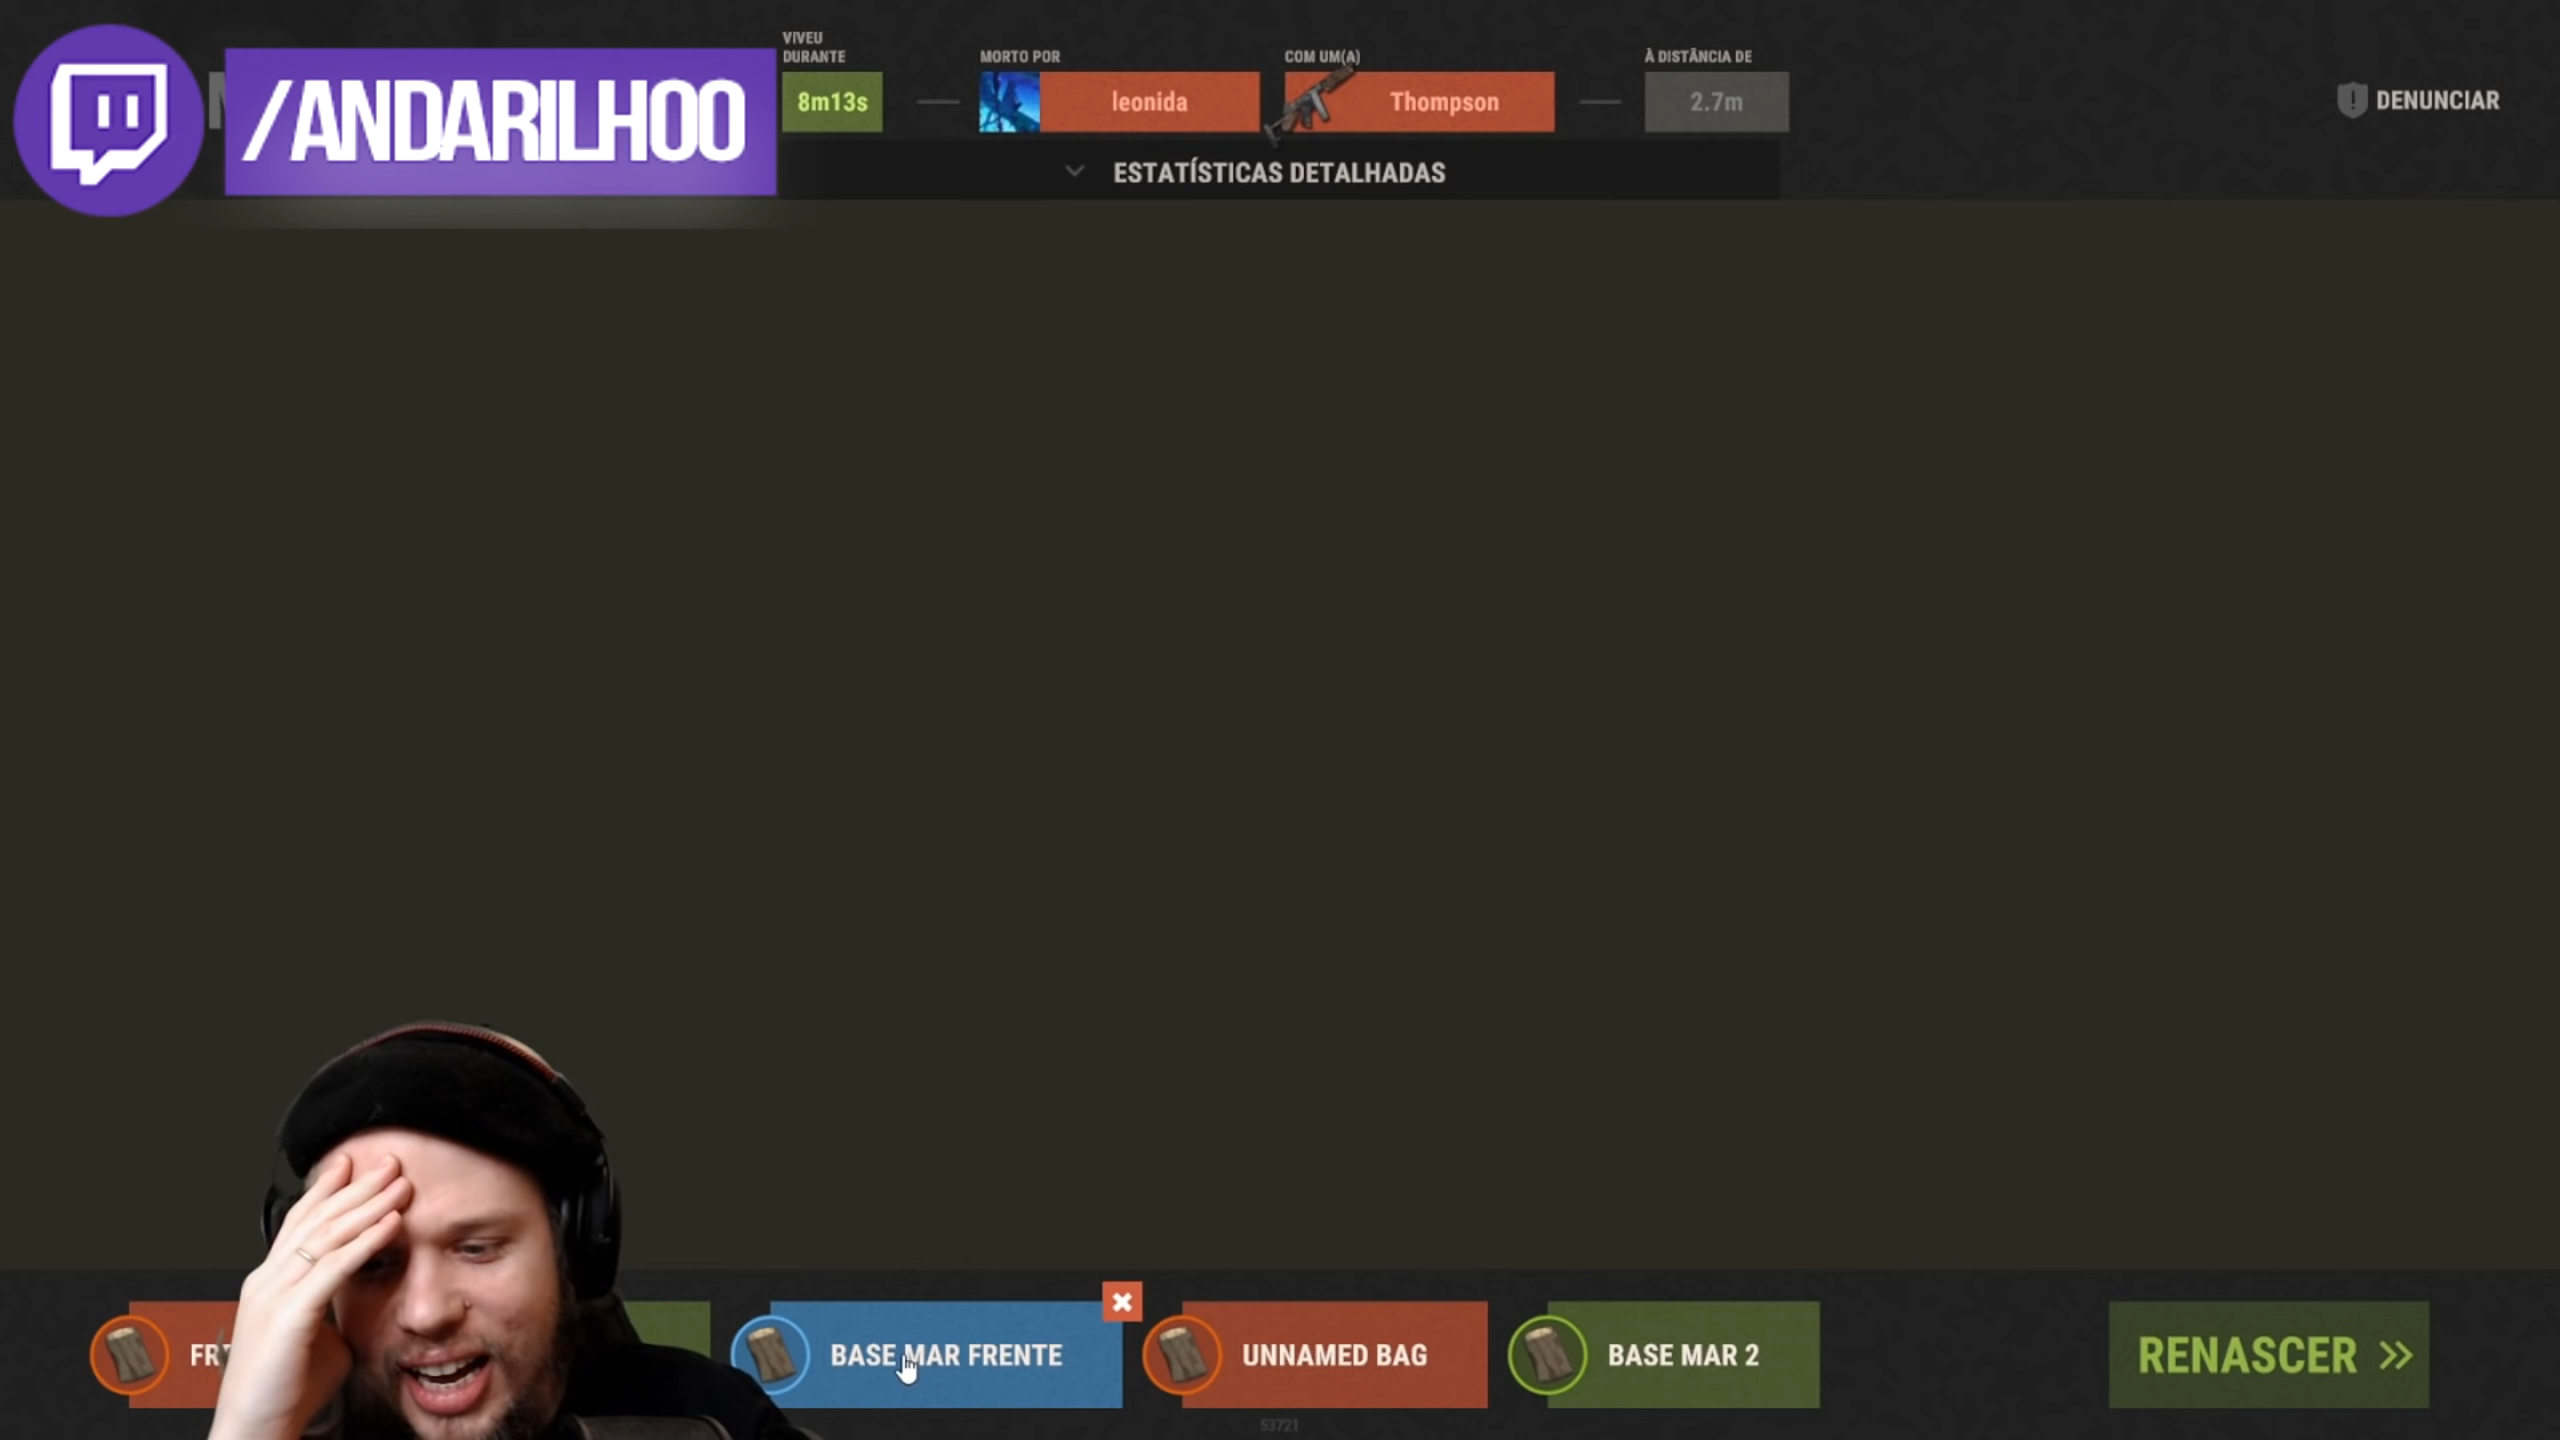 /ANDARILHOO
VIVEU
DURANTE
8m13s
MORTO POR
leonida
COM UM(A)
Thompson
À DISTÂNCIA DE
2.7m
DENUNCIAR
ESTATÍSTICAS DETALHADAS
BASE MAR FRENTE
UNNAMED BAG
BASE MAR 2
RENASCER
53721